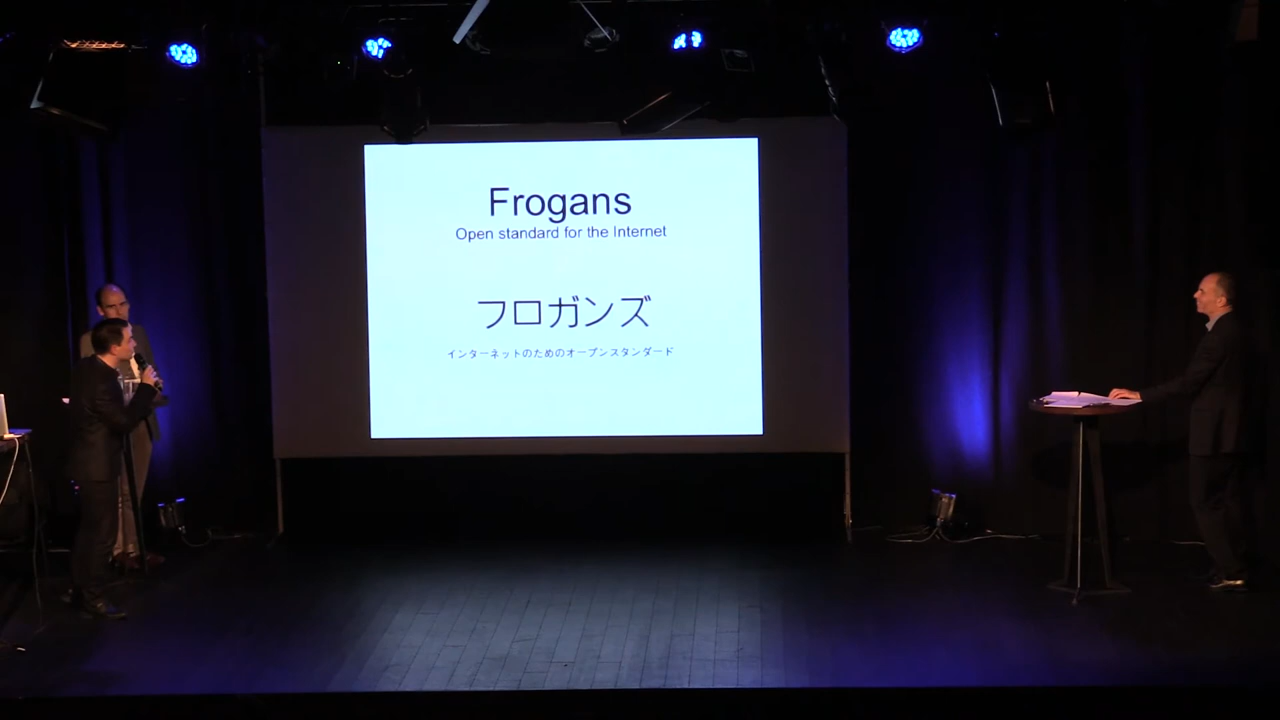 Frogans
Open standard for the Internet
フロガンズ
インターネットのためのオープンスタンダード